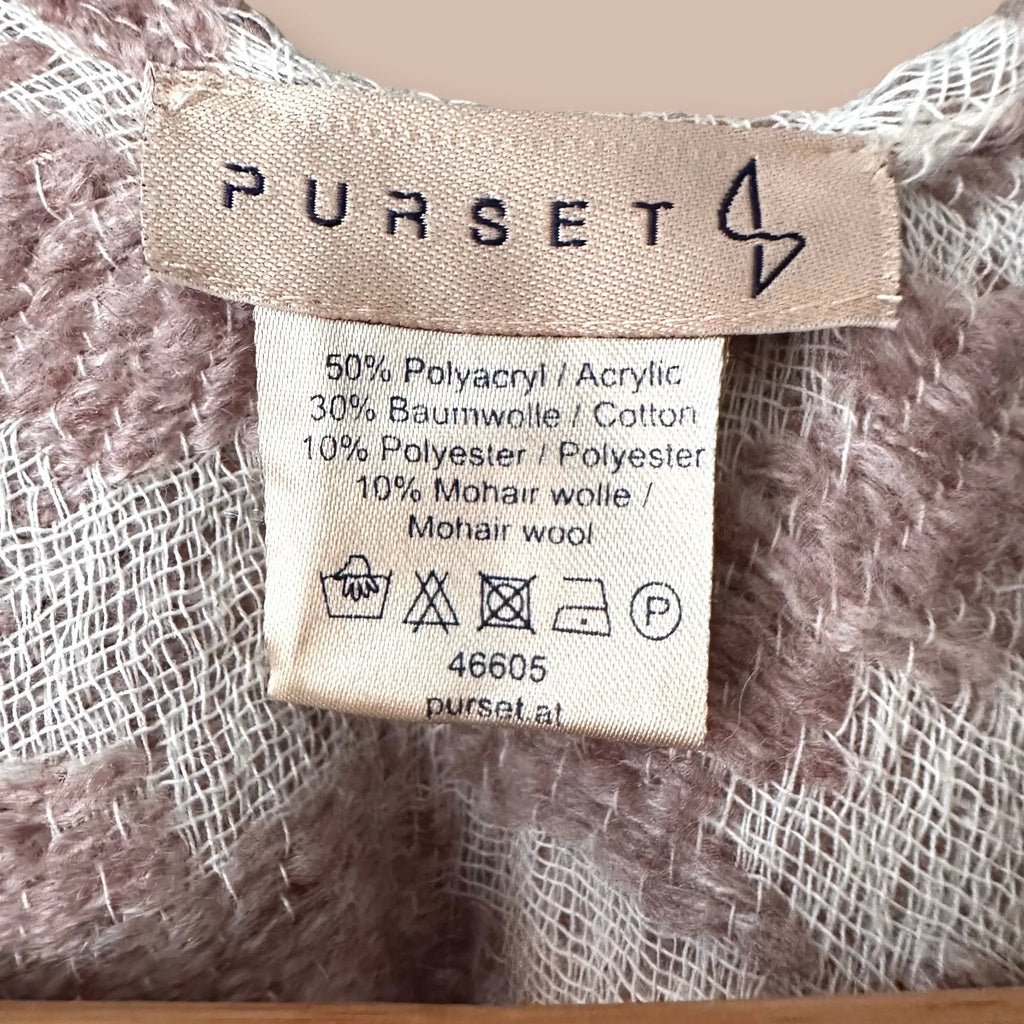 PURSET
50% Polyacryl / Acrylic
30% Baumwolle / Cotton
10% Polyester / Polyester
10% Mohair wolle /
Mohair wool
P
46605
purset.at